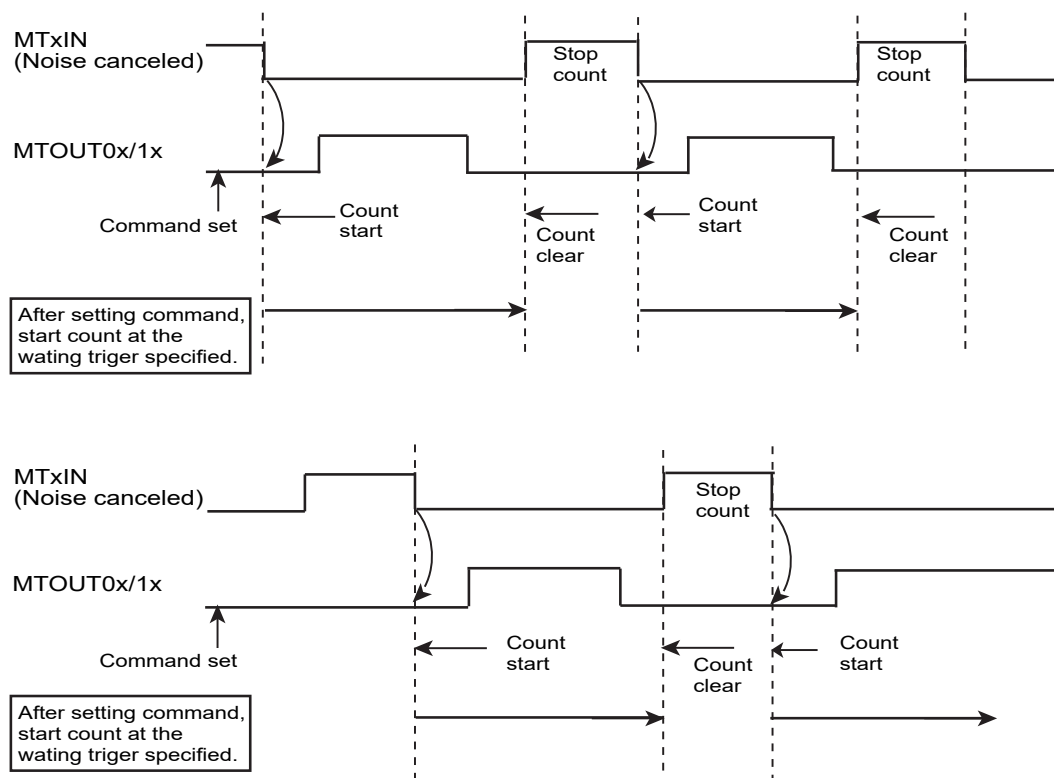 MTxIN
(Noise canceled)
Stop
count
Stop
count
MTOUT0x/1x
Command set
Count
start
Count
clear
Count
start
Count
clear
After setting command,
start count at the
wating triger specified.
MTxIN
(Noise canceled)
Stop
count
MTOUT0x/1x
Command set
Count
start
Count
clear
Count
start
After setting command,
start count at the
wating triger specified.